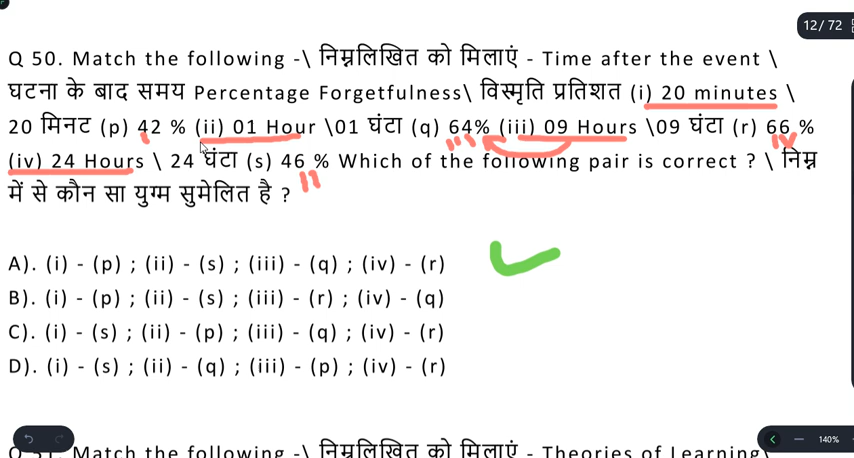 12/ 72
Q 50. Match the following -\ निम्नलिखित को मिलाएं - Time after the event \
घटना के बाद समय Percentage Forgetfulness\ विस्मृति प्रतिशत (i) 20 minutes \
20 मिनट (p) 42 % (ii) 01 Hour \01 घंटा (q) 64% (iii) 09 Hours \09 घंटा (r) 66 %
(iv) 24 Hours \ 24 घंटा (s) 46 % Which of the following pair is correct ? \ निम्न
में से कौन सा युग्म सुमेलित है ?
A). (i) - (p) ; (ii) - (s) ; (iii) - (q) ; (iv) - (r)
B). (i) - (p) ; (ii) - (s) ; (iii) - (r) ; (iv) - (q)
C). (i) - (s) ; (ii) - (p) ; (iii) - (q) ; (iv) - (r)
D). (i) - (s) ; (ii) - (q) ; (iii) - (p) ; (iv) - (r)
Match the following -\ निम्नलिखित को मिलाएं - Theories of Learning\
140%